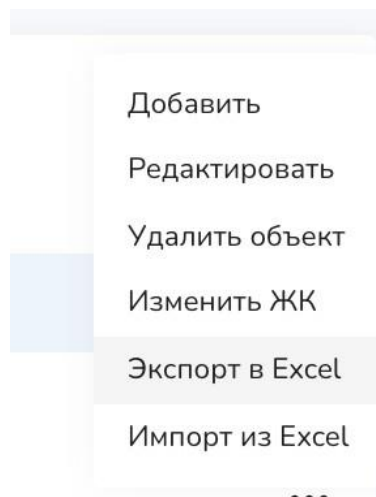 Добавить
Редактировать
Удалить объект
Изменить ЖК
Экспорт в Excel
Импорт из Excel